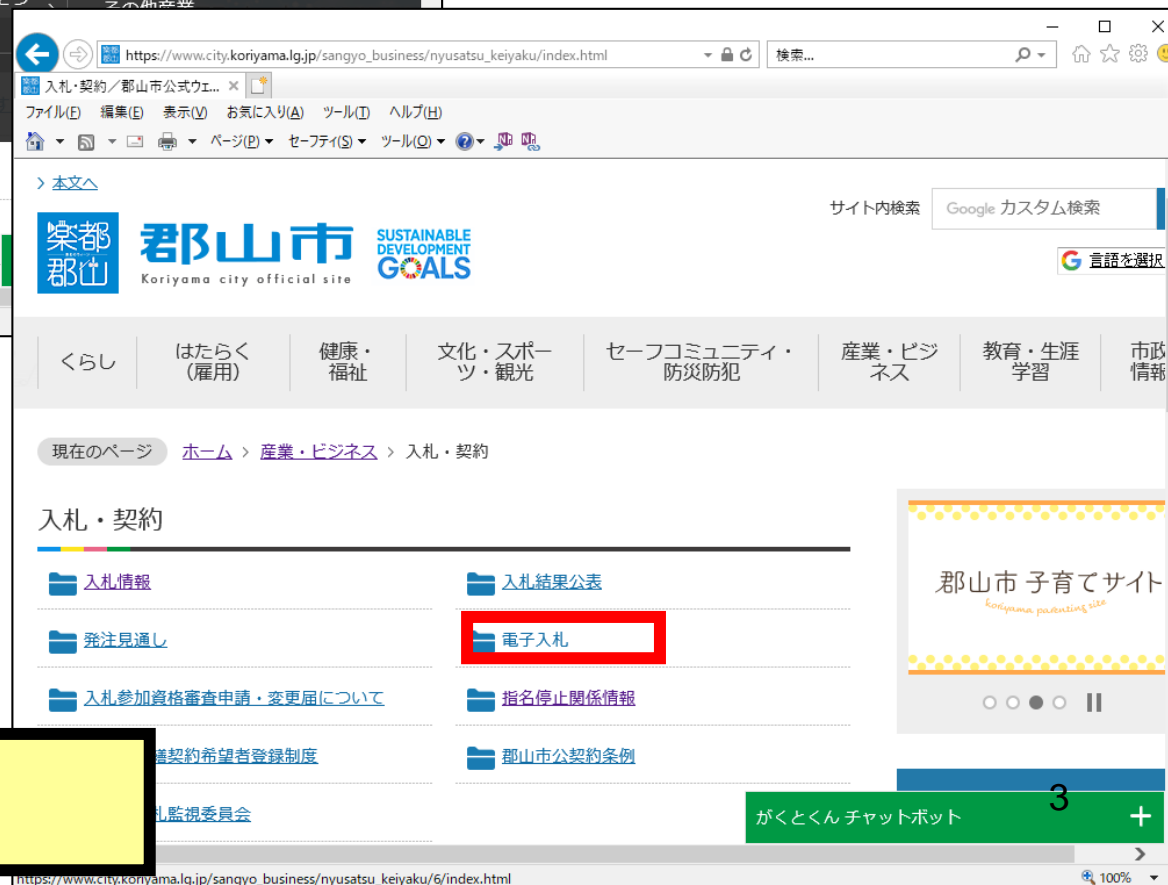 その他産業
https://www.city.koriyama.lg.jp/sangyo_business/nyusatsu_keiyaku/index.html
検索...
入札・契約／郡山市公式ウェ...
ファイル(F) 編集(E) 表示(V) お気に入り(A) ツール(T) ヘルプ(H)
ページ(P) セーフティ(S) ツール(O)
> 本文へ
サイト内検索 Google カスタム検索
楽都
郡山
郡山市
Koriyama city official site
SUSTAINABLE
DEVELOPMENT
GOALS
G 言語を選択
くらし
はたらく
(雇用)
健康・
福祉
文化・スポー
ツ・観光
セーフコミュニティ・
防災防犯
産業・ビジ
ネス
教育・生涯
学習
市政
情報
現在のページ ホーム > 産業・ビジネス > 入札・契約
入札・契約
入札情報 入札結果公表
発注見通し 電子入札
入札参加資格審査申請・変更届について 指名停止関係情報
繕契約希望者登録制度 郡山市公契約条例
札監視委員会
郡山市 子育てサイト
koriyama parenting site
がくとくん チャットボット
3
https://www.city.koriyama.lg.jp/sangyo_business/nyusatsu_keiyaku/6/index.html
100%